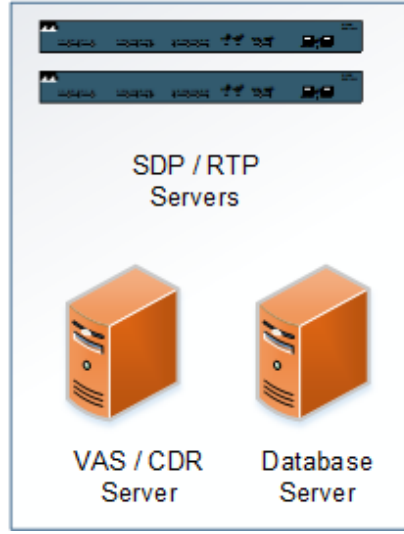 SDP / RTP
Servers
VAS / CDR
Server
Database
Server